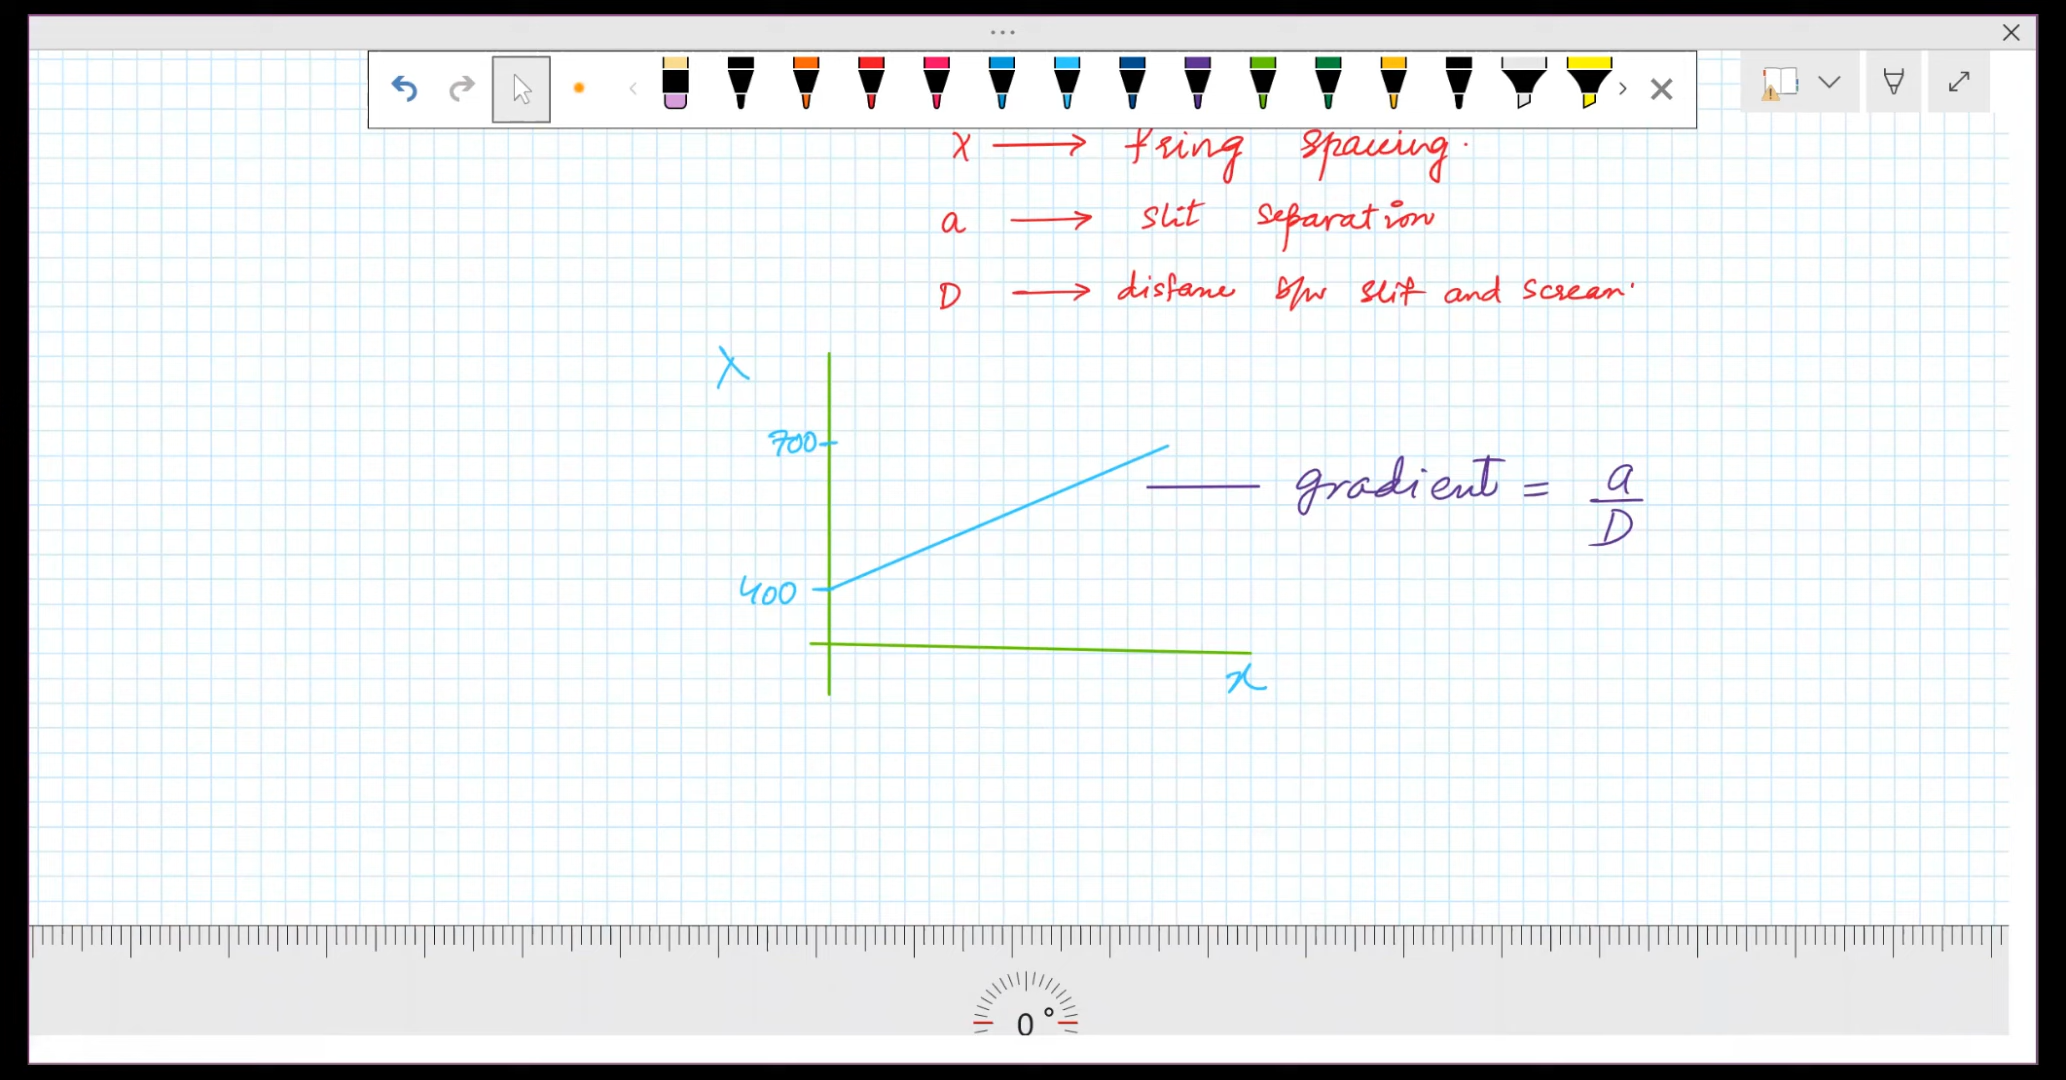 x → fring spacing.
a → slit separation
D → distane b/w slit and screan.
λ
700
gradient = a/D
400
x
0°